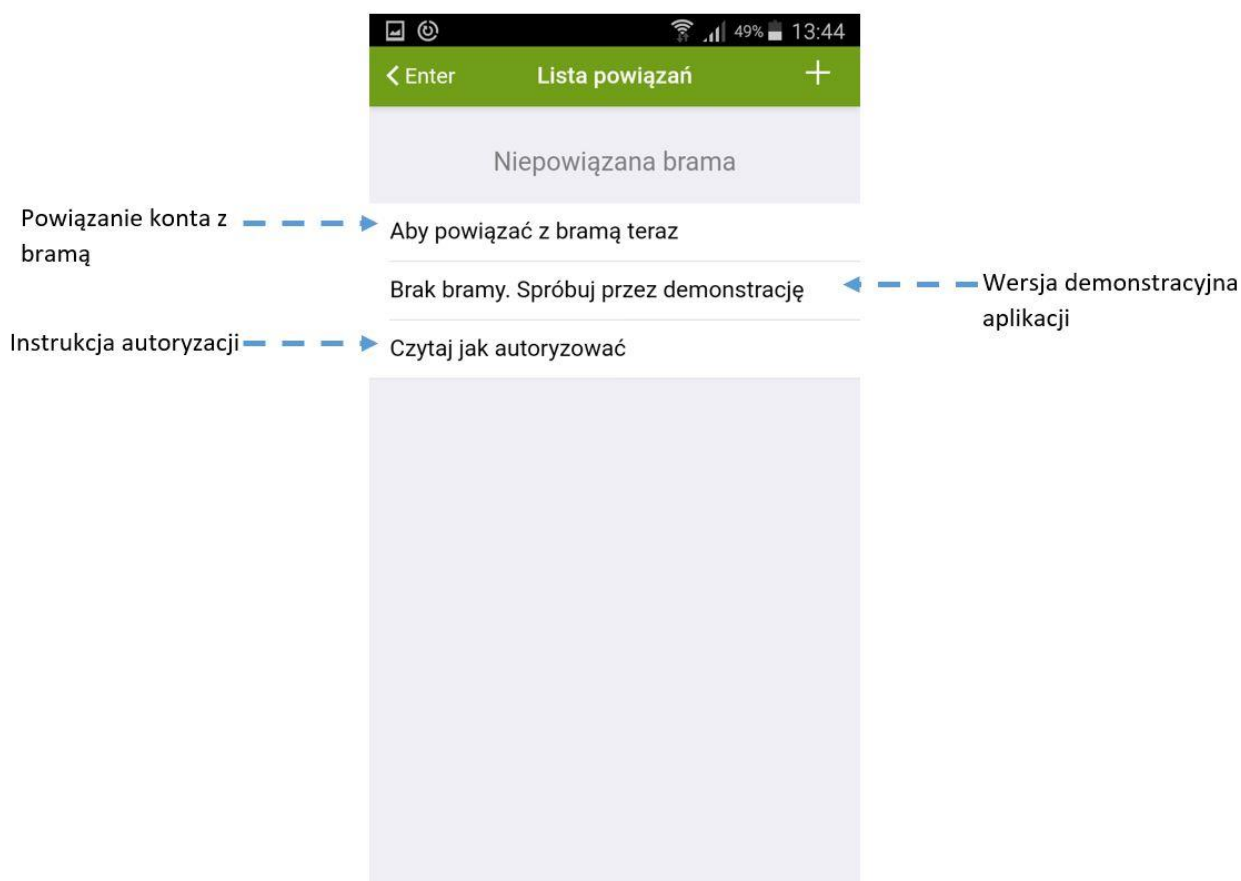 49% 13:44
Enter Lista powiązań
Niepowiązana brama
Powiązanie konta z
bramą
Aby powiązać z bramą teraz
Brak bramy. Spróbuj przez demonstrację
Wersja demonstracyjna
aplikacji
Instrukcja autoryzacji
Czytaj jak autoryzować